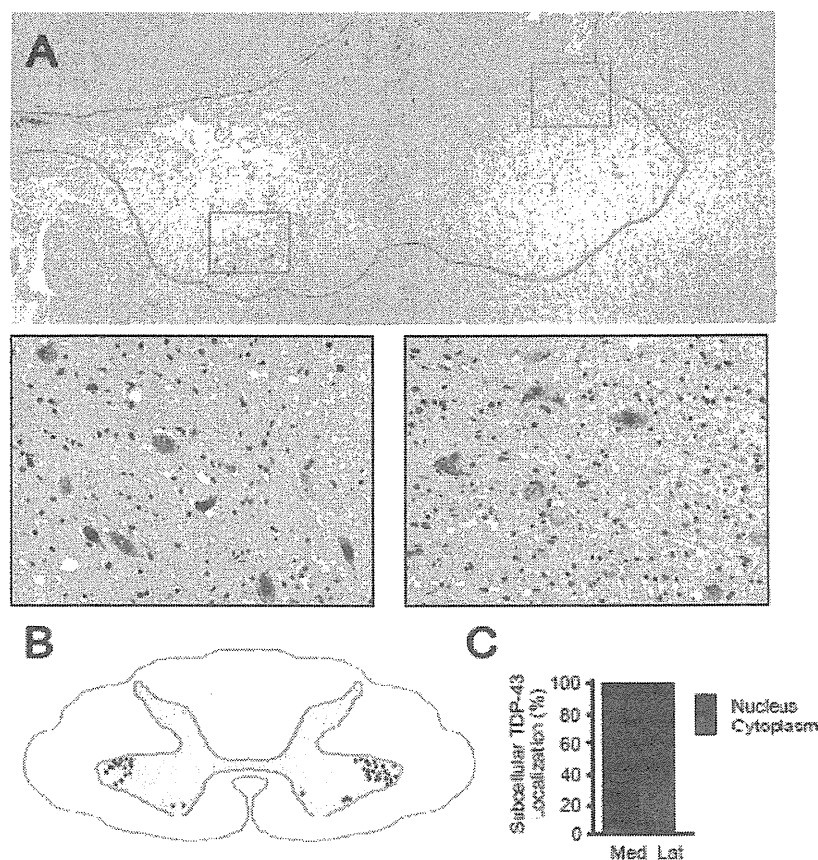 A
B
C
Subcellular TDP-43
Localization (%)
100
80
60
40
20
0
Med Lat
Nucleus
Cytoplasm